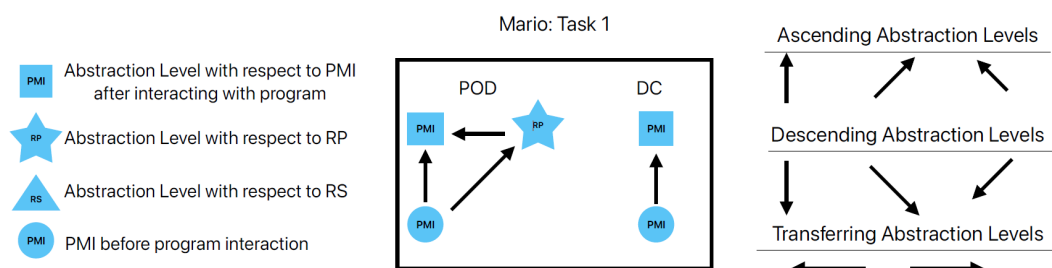 Mario: Task 1
PMI
Abstraction Level with respect to PMI
after interacting with program
RP
Abstraction Level with respect to RP
RS
Abstraction Level with respect to RS
PMI
PMI before program interaction
POD
DC
PMI
RP
PMI
PMI
PMI
Ascending Abstraction Levels
Descending Abstraction Levels
Transferring Abstraction Levels